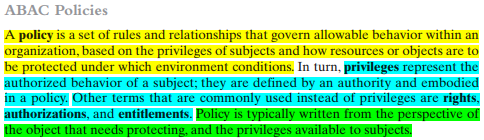 ABAC Policies
A policy is a set of rules and relationships that govern allowable behavior within an
organization, based on the privileges of subjects and how resources or objects are to
be protected under which environment conditions. In turn, privileges represent the
authorized behavior of a subject; they are defined by an authority and embodied
in a policy. Other terms that are commonly used instead of privileges are rights,
authorizations, and entitlements. Policy is typically written from the perspective of
the object that needs protecting, and the privileges available to subjects.